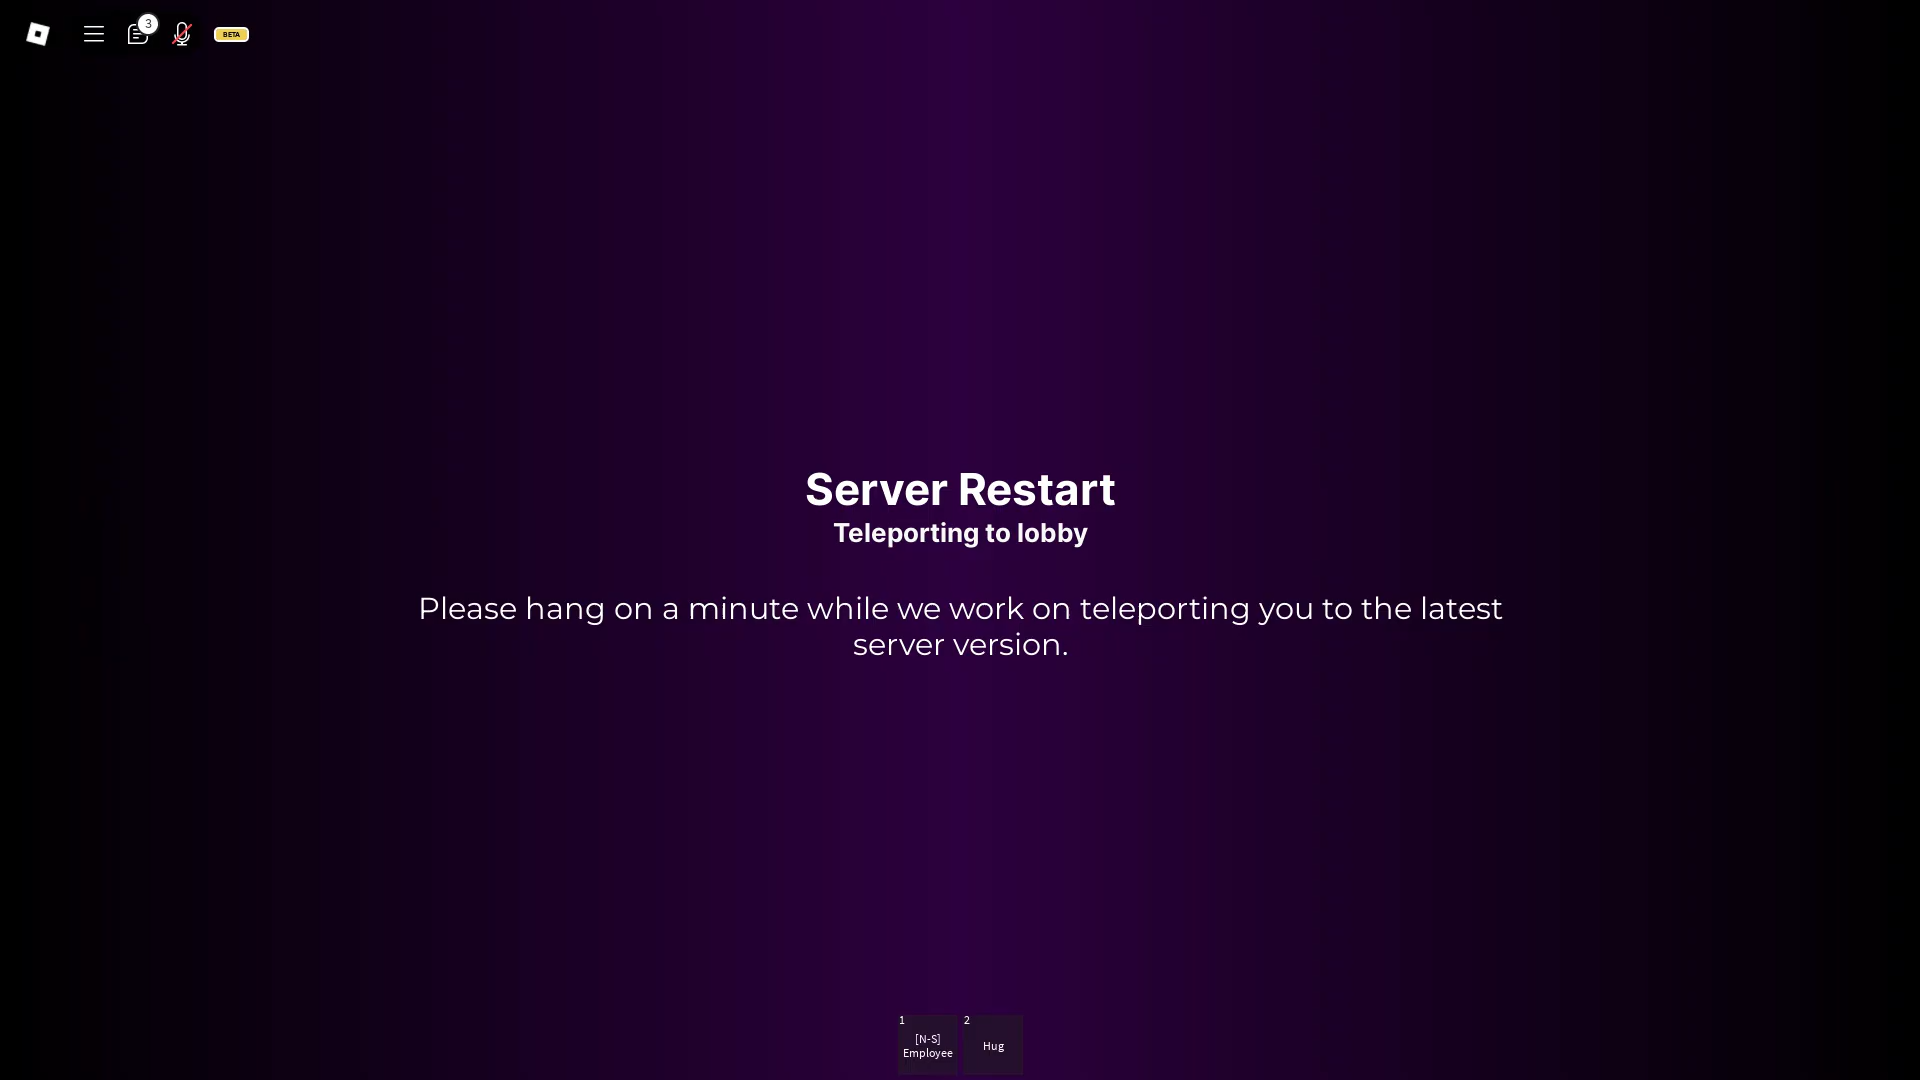 3
BETA
Server Restart
Teleporting to lobby
Please hang on a minute while we work on teleporting you to the latest
server version.
1
[N-S]
Employee
2
Hug